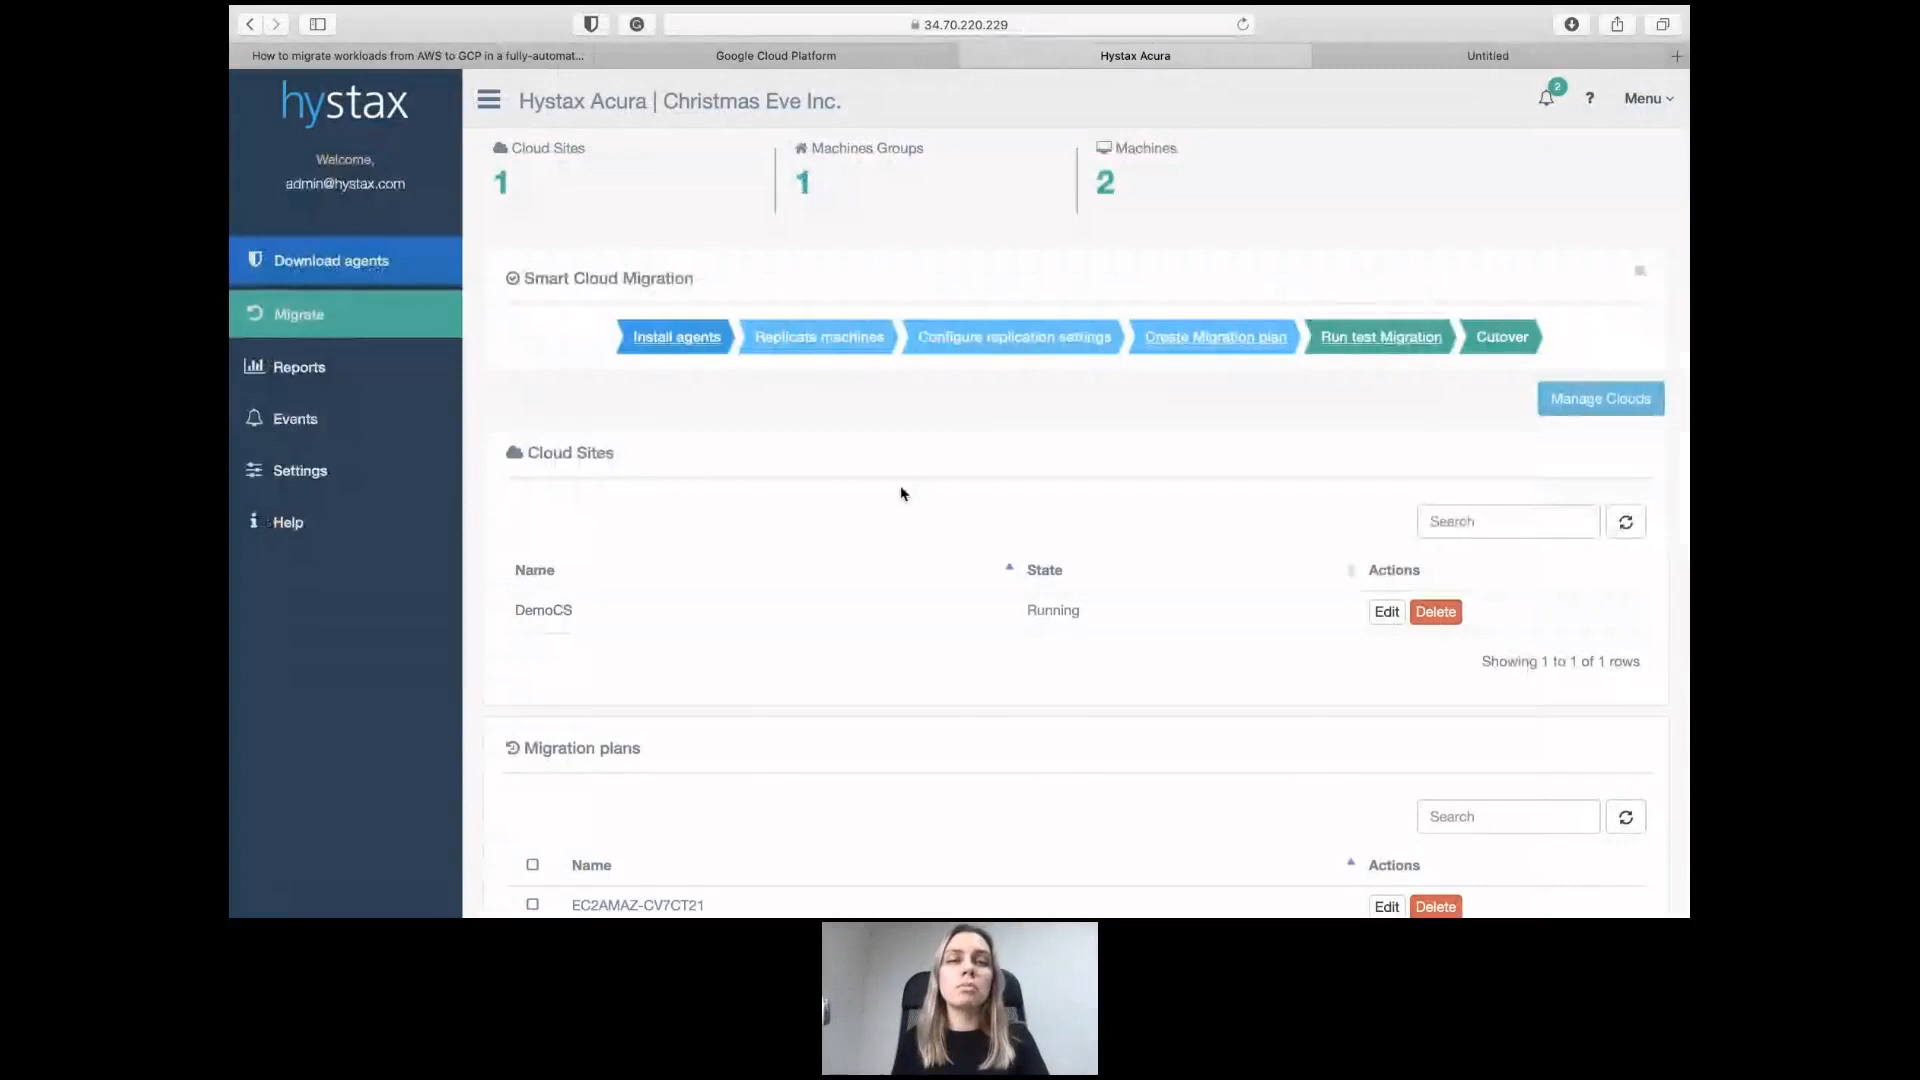 34.70.220.229
How to migrate workloads from AWS to GCP in a fully-automat...
Google Cloud Platform
Hystax Acura
Untitled
hystax
Welcome,
admin@hystax.com
Download agents
Migrate
Reports
Events
Settings
Help
Hystax Acura | Christmas Eve Inc.
2
?
Menu
Cloud Sites
1
Machines Groups
1
Machines
2
Smart Cloud Migration
Install agents
Replicate machines
Configure replication settings
Create Migration plan
Run test Migration
Cutover
Manage Clouds
Cloud Sites
Search
Name
State
Actions
DemoCS
Running
Edit
Delete
Showing 1 to 1 of 1 rows
Migration plans
Search
Name
Actions
EC2AMAZ-CV7CT21
Edit
Delete